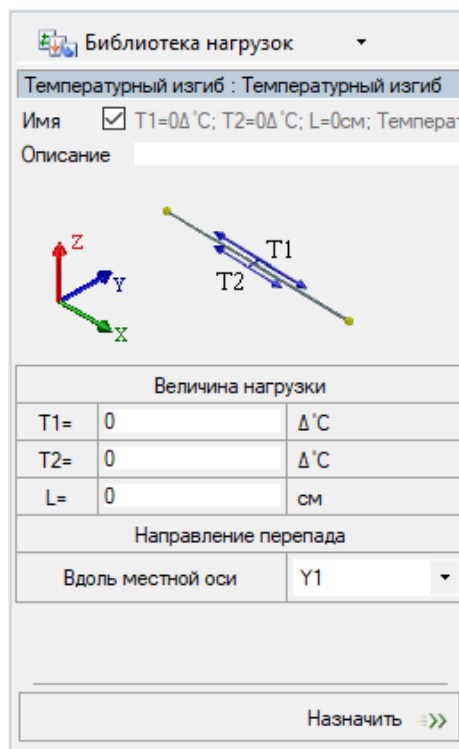 Библиотека нагрузок
Температурный изгиб : Температурный изгиб
Имя T1=0Δ°C; T2=0Δ°C; L=0см; Темпера
Описание
Z
T1
Y
T2
X
Величина нагрузки
T1= 0 Δ°C
T2= 0 Δ°C
L= 0 см
Направление перепада
Вдоль местной оси Y1
Назначить